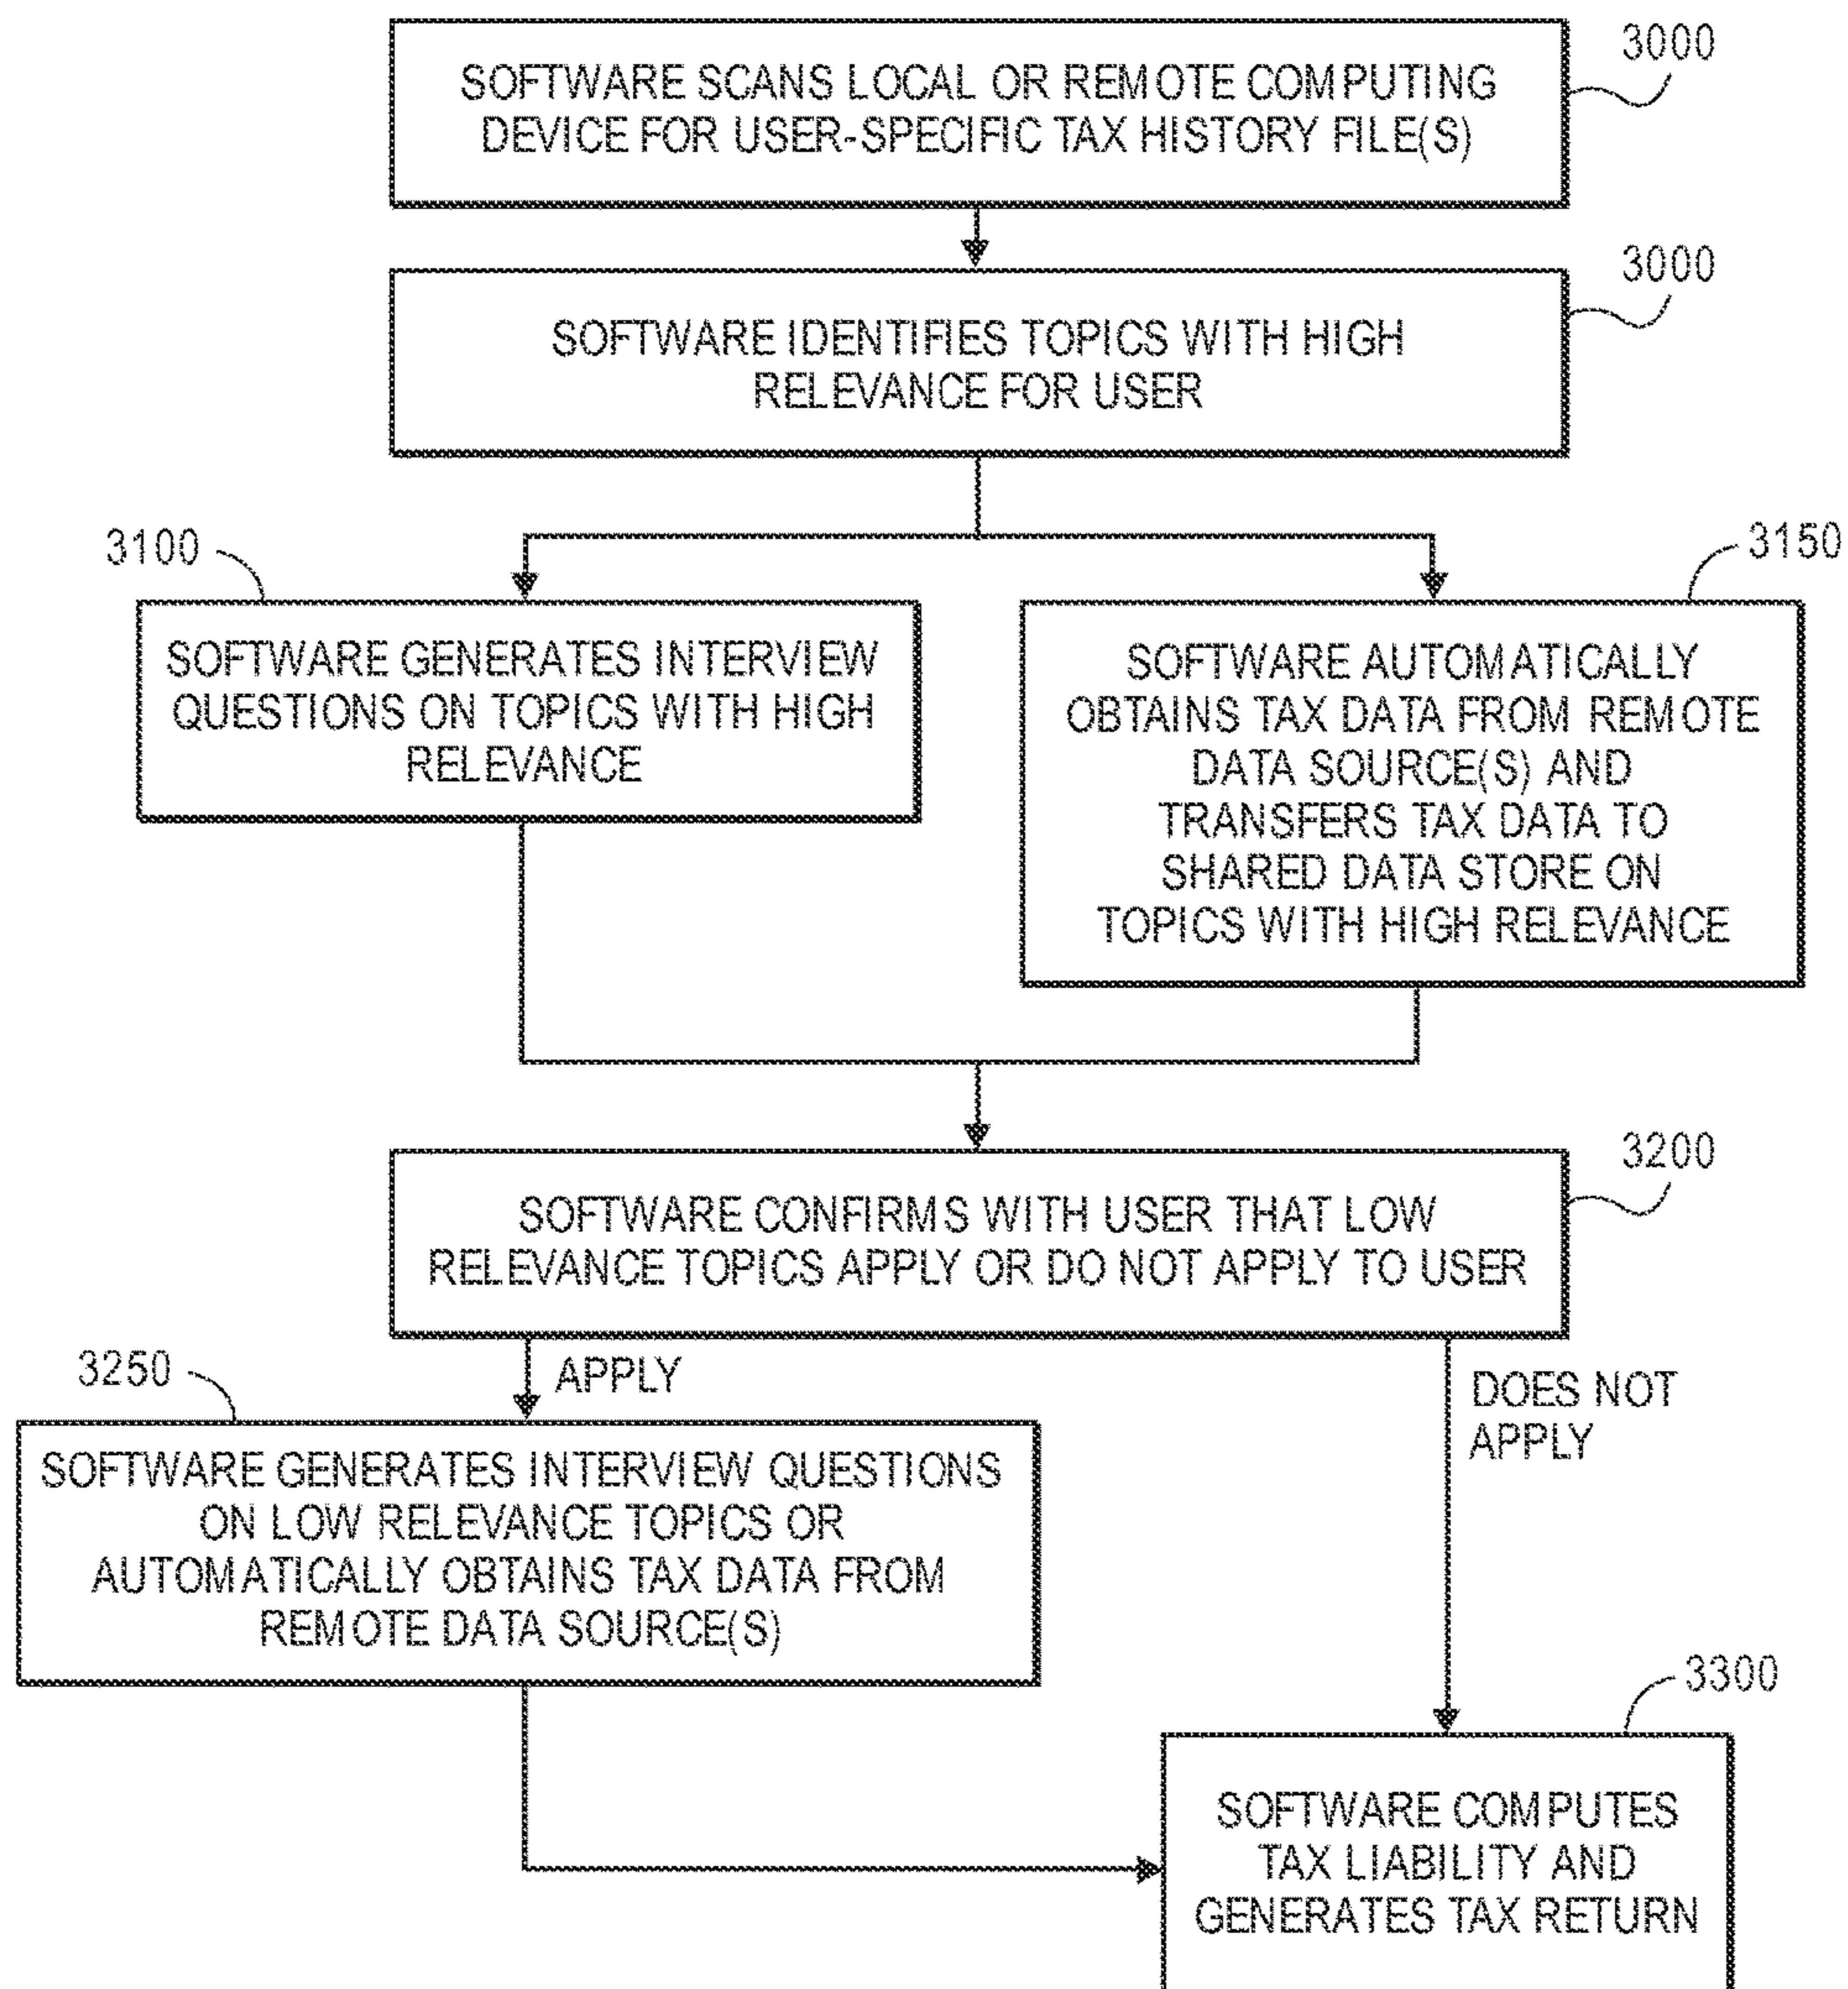 3000
SOFTWARE SCANS LOCAL OR REMOTE COMPUTING
DEVICE FOR USER-SPECIFIC TAX HISTORY FILE(S)
3000
SOFTWARE IDENTIFIES TOPICS WITH HIGH
RELEVANCE FOR USER
3100
SOFTWARE GENERATES INTERVIEW
QUESTIONS ON TOPICS WITH HIGH
RELEVANCE
3150
SOFTWARE AUTOMATICALLY
OBTAINS TAX DATA FROM REMOTE
DATA SOURCE(S) AND
TRANSFERS TAX DATA TO
SHARED DATA STORE ON
TOPICS WITH HIGH RELEVANCE
3200
SOFTWARE CONFIRMS WITH USER THAT LOW
RELEVANCE TOPICS APPLY OR DO NOT APPLY TO USER
APPLY
DOES NOT
APPLY
3250
SOFTWARE GENERATES INTERVIEW QUESTIONS
ON LOW RELEVANCE TOPICS OR
AUTOMATICALLY OBTAINS TAX DATA FROM
REMOTE DATA SOURCE(S)
3300
SOFTWARE COMPUTES
TAX LIABILITY AND
GENERATES TAX RETURN